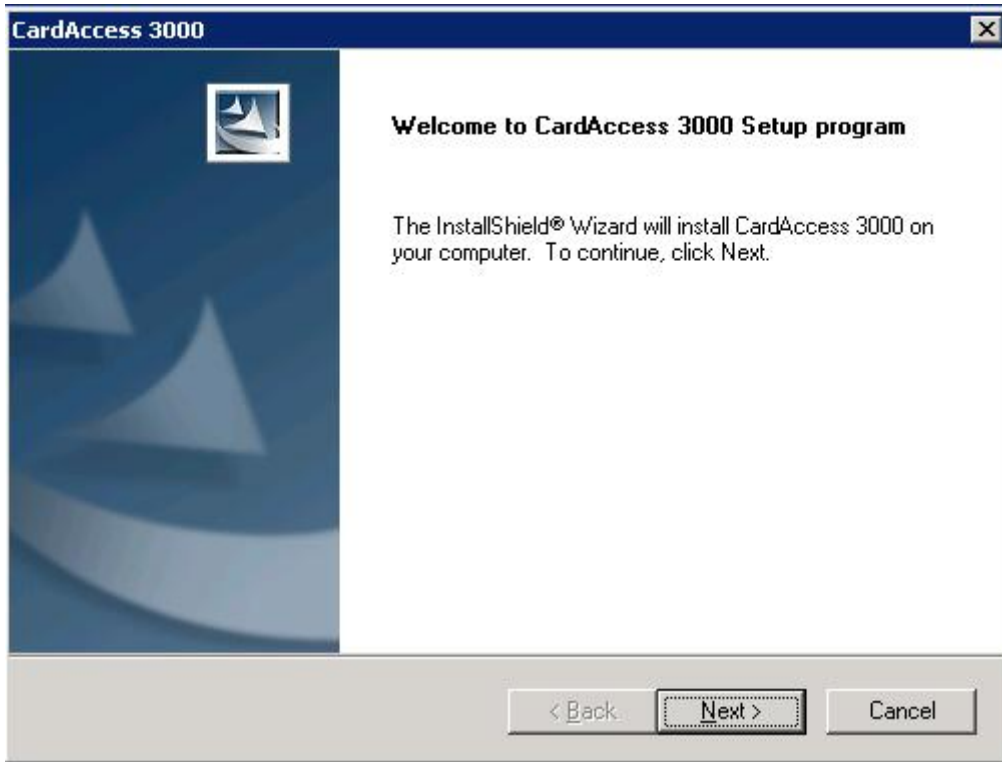 CardAccess 3000
Welcome to CardAccess 3000 Setup program
The InstallShield® Wizard will install CardAccess 3000 on
your computer. To continue, click Next.
< Back Next > Cancel